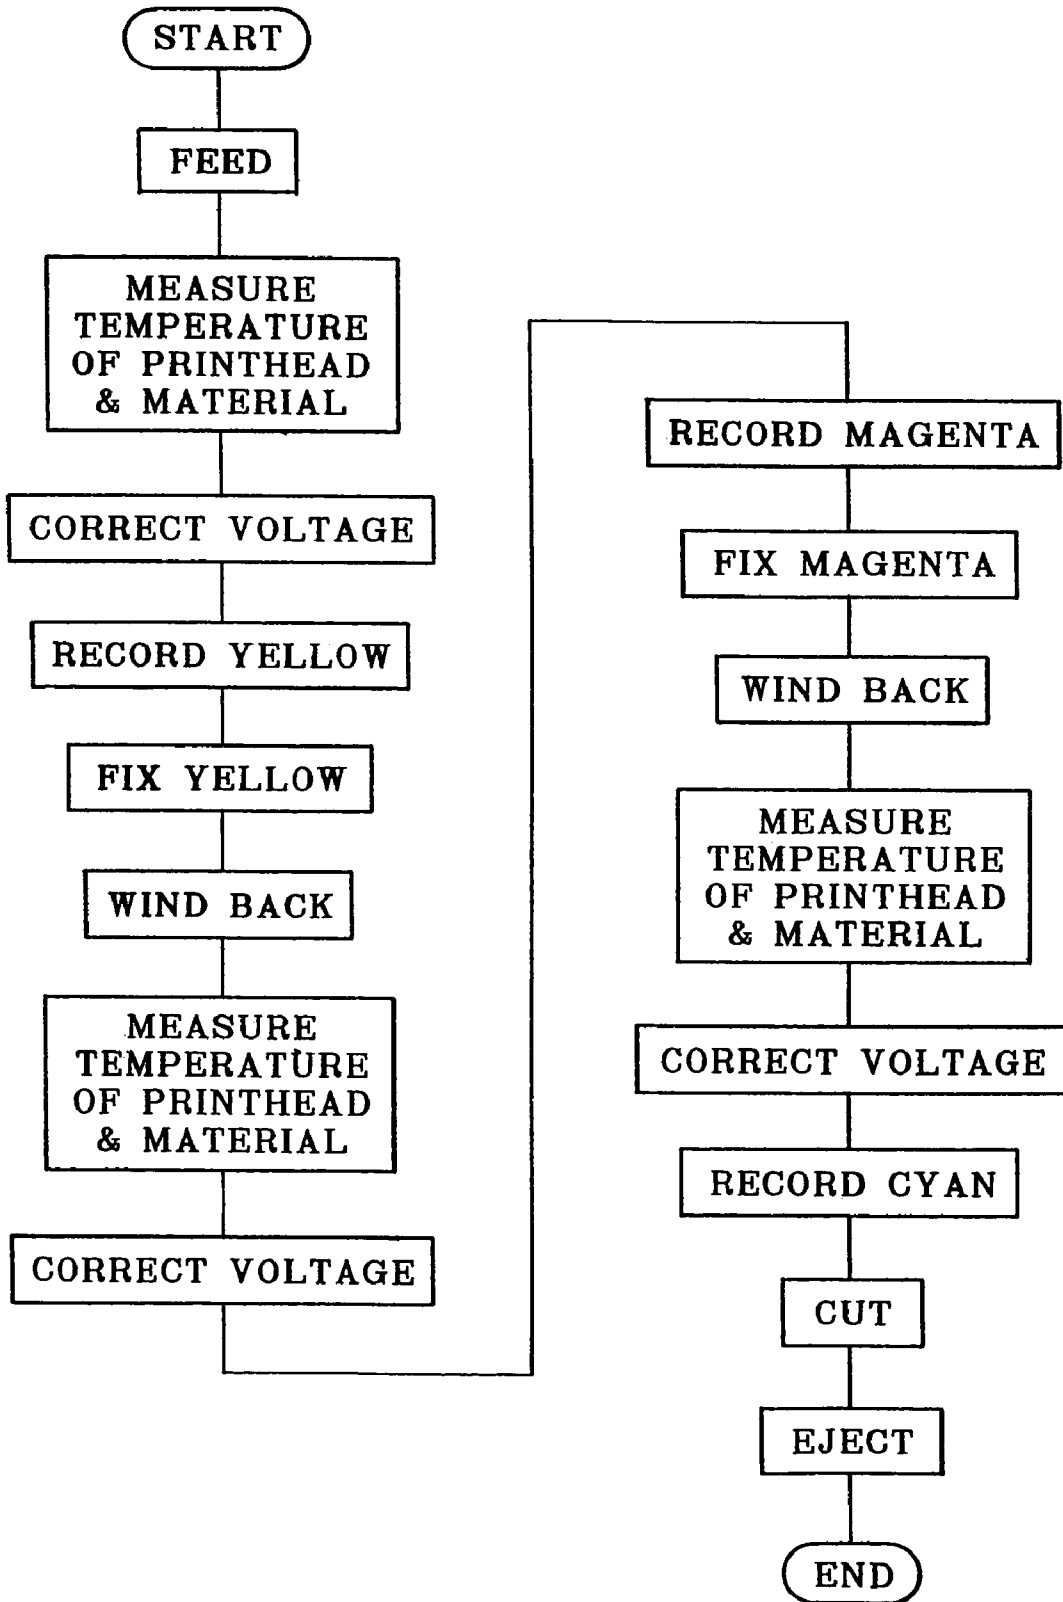 START
FEED
MEASURE
TEMPERATURE
OF PRINTHEAD
& MATERIAL
CORRECT VOLTAGE
RECORD YELLOW
FIX YELLOW
WIND BACK
MEASURE
TEMPERATURE
OF PRINTHEAD
& MATERIAL
CORRECT VOLTAGE
RECORD MAGENTA
FIX MAGENTA
WIND BACK
MEASURE
TEMPERATURE
OF PRINTHEAD
& MATERIAL
CORRECT VOLTAGE
RECORD CYAN
CUT
EJECT
END